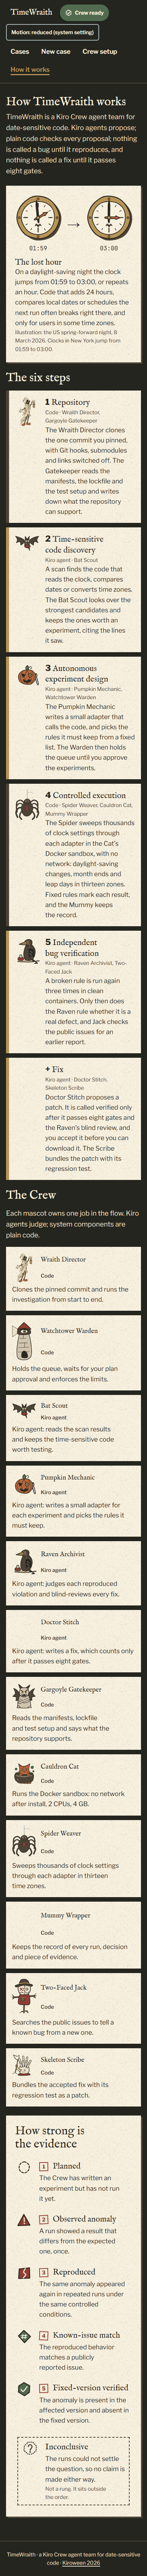 TimeWraith
Crew ready
Motion: reduced (system setting)
Cases New case Crew setup
How it works
How TimeWraith works
TimeWraith is a Kiro Crew agent team for
date-sensitive code. Kiro agents propose;
plain code checks every proposal; nothing
is called a bug until it reproduces, and
nothing is called a fix until it passes
eight gates.
01:59 → 03:00
The lost hour
On a daylight-saving night the clock
jumps from 01:59 to 03:00, or repeats
an hour. Code that adds 24 hours,
compares local dates or schedules the
next run often breaks right there, and
only for users in some time zones.
Illustration: the US spring-forward night, 8
March 2026. Clocks in New York jump from
01:59 to 03:00.
The six steps
1 Repository
Code · Wraith Director,
Gargoyle Gatekeeper
The Wraith Director clones
the one commit you pinned,
with Git hooks, submodules
and links switched off. The
Gatekeeper reads the
manifests, the lockfile and
the test setup and writes
down what the repository
can support.
2 Time-sensitive
code discovery
Kiro agent · Bat Scout
A scan finds the code that
reads the clock, compares
dates or converts time zones.
The Bat Scout looks over the
strongest candidates and
keeps the ones worth an
experiment, citing the lines
it saw.
3 Autonomous
experiment design
Kiro agent · Pumpkin Mechanic,
Watchtower Warden
The Pumpkin Mechanic
writes a small adapter that
calls the code, and picks the
rules it must keep from a fixed
list. The Warden then holds
the queue until you approve
the experiments.
4 Controlled execution
Code · Spider Weaver, Cauldron Cat,
Mummy Wrapper
The Spider sweeps thousands
of clock settings through
each adapter in the Cat's
Docker sandbox, with no
network: daylight-saving
changes, month ends and
leap days in thirteen zones.
Fixed rules mark each result,
and the Mummy keeps
the record.
5 Independent
bug verification
Kiro agent · Raven Archivist, Two-
Faced Jack
A broken rule is run again
three times in clean
containers. Only then does
the Raven rule whether it is a
real defect, and Jack checks
the public issues for an
earlier report.
+ Fix
Kiro agent · Doctor Stitch,
Skeleton Scribe
Doctor Stitch proposes a
patch. It is called verified only
after it passes eight gates and
the Raven's blind review, and
you accept it before you can
download it. The Scribe
bundles the patch with its
regression test.
The Crew
Each mascot owns one job in the flow. Kiro
agents judge; system components are
plain code.
Wraith Director
Code
Clones the pinned commit and runs the
investigation from start to end.
Watchtower Warden
Code
Holds the queue, waits for your plan
approval and enforces the limits.
Bat Scout
Kiro agent
Kiro agent: reads the scan results
and keeps the time-sensitive code
worth testing.
Pumpkin Mechanic
Kiro agent
Kiro agent: writes a small adapter for
each experiment and picks the rules it
must keep.
Raven Archivist
Kiro agent
Kiro agent: judges each reproduced
violation and blind-reviews every fix.
Doctor Stitch
Kiro agent
Kiro agent: writes a fix, which counts only
after it passes eight gates.
Gargoyle Gatekeeper
Code
Reads the manifests, lockfile
and test setup and says what the
repository supports.
Cauldron Cat
Code
Runs the Docker sandbox: no network
after install, 2 CPUs, 4 GB.
Spider Weaver
Code
Sweeps thousands of clock settings
through each adapter in thirteen
time zones.
Mummy Wrapper
Code
Keeps the record of every run, decision
and piece of evidence.
Two-Faced Jack
Code
Searches the public issues to tell a
known bug from a new one.
Skeleton Scribe
Code
Bundles the accepted fix with its
regression test as a patch.
How strong is
the evidence
1 Planned
The Crew has written an
experiment but has not run
it yet.
2 Observed anomaly
A run showed a result that
differs from the expected
one, once.
3 Reproduced
The same anomaly appeared
again in repeated runs under
the same controlled
conditions.
4 Known-issue match
The reproduced behavior
matches a publicly
reported issue.
5 Fixed-version verified
The anomaly is present in the
affected version and absent in
the fixed version.
Inconclusive
The runs could not settle
the question, so no claim is
made either way.
Not a rung. It sits outside
the order.
TimeWraith · a Kiro Crew agent team for date-sensitive
code · Kiroween 2026